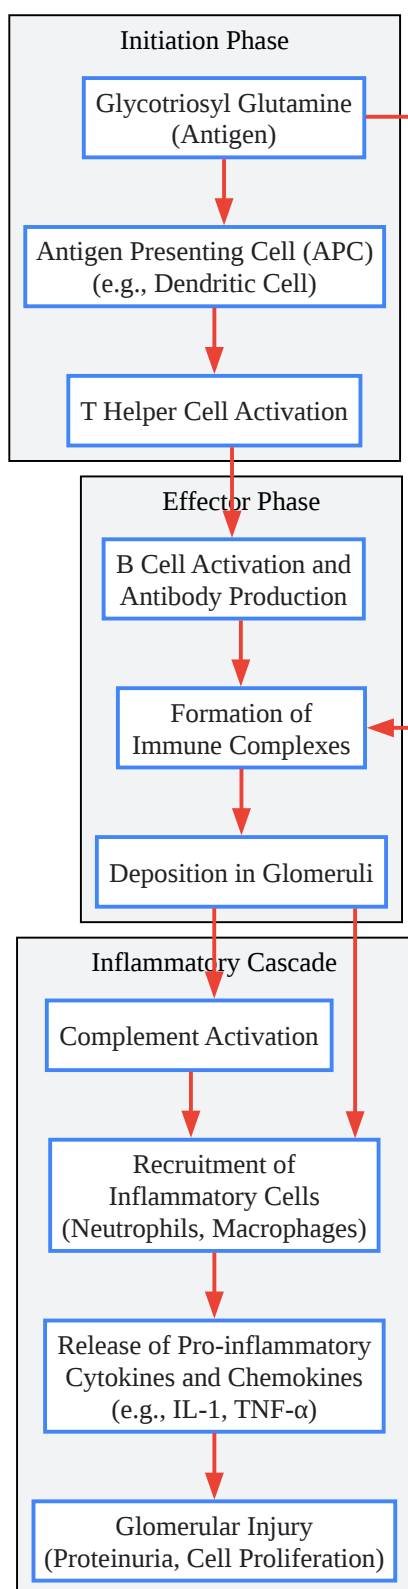 Initiation Phase
Glycotriosyl Glutamine
(Antigen)
Antigen Presenting Cell (APC)
(e.g., Dendritic Cell)
T Helper Cell Activation
Effector Phase
B Cell Activation and
Antibody Production
Formation of
Immune Complexes
Deposition in Glomeruli
Inflammatory Cascade
Complement Activation
Recruitment of
Inflammatory Cells
(Neutrophils, Macrophages)
Release of Pro-inflammatory
Cytokines and Chemokines
(e.g., IL-1, TNF-α)
Glomerular Injury
(Proteinuria, Cell Proliferation)